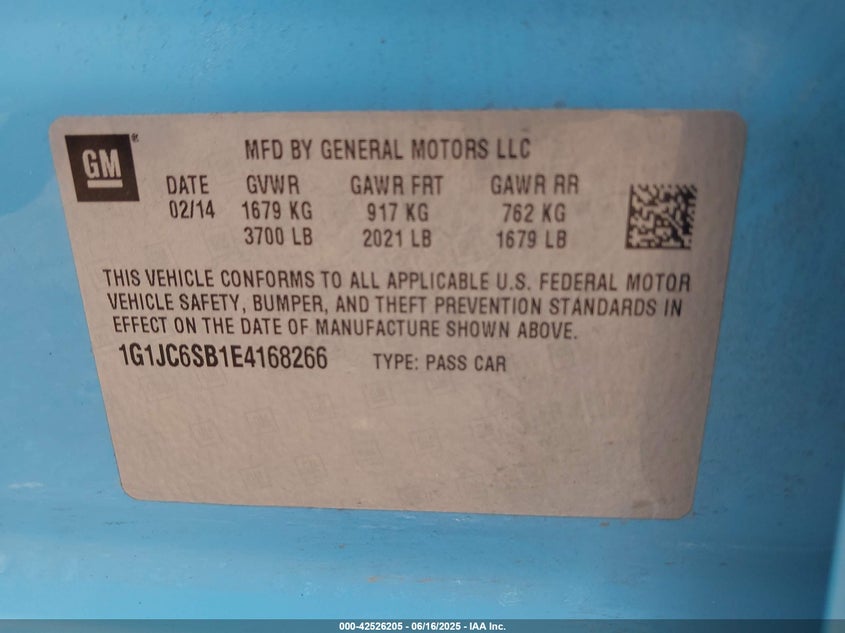 GM®
MFD BY GENERAL MOTORS LLC
DATE GVWR GAWR FRT GAWR RR
02/14 1679 KG 917 KG 762 KG
3700 LB 2021 LB 1679 LB
THIS VEHICLE CONFORMS TO ALL APPLICABLE U.S. FEDERAL MOTOR
VEHICLE SAFETY, BUMPER, AND THEFT PREVENTION STANDARDS IN
EFFECT ON THE DATE OF MANUFACTURE SHOWN ABOVE.
1G1JC6SB1E4168266 TYPE: PASS CAR
000-42526205 - 06/16/2025 - IAA Inc.